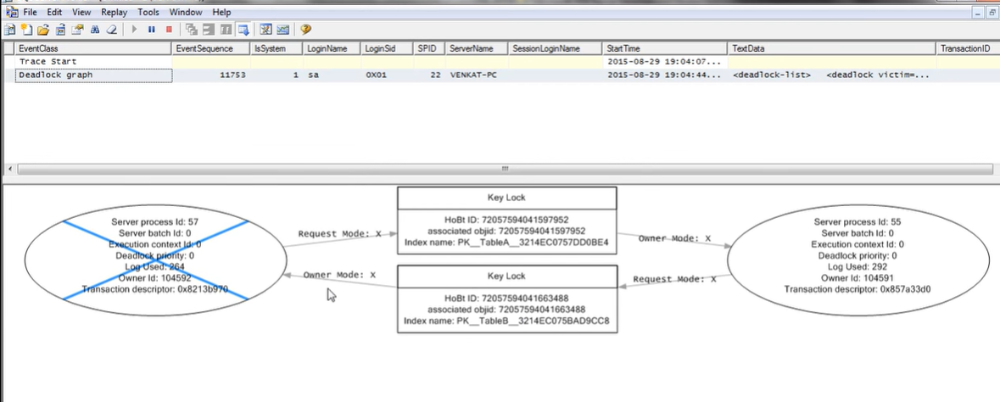 File Edit View Replay Tools Window Help
EventClass EventSequence IsSystem LoginName LoginSid SPID ServerName SessionLoginName StartTime TextData TransactionID
Trace Start 2015-08-29 19:04:07...
Deadlock graph 11753 1 sa 0X01 22 VENKAT-PC 2015-08-29 19:04:44... <deadlock-list> <deadlock victim=...
Server process Id: 57
Server batch Id: 0
Execution context Id: 0
Deadlock priority: 0
Log Used: 264
Owner Id: 104592
Transaction descriptor: 0x8213b970
Request Mode: X
Owner Mode: X
Key Lock
HoBt ID: 72057594041597952
associated objid: 72057594041597952
Index name: PK__TableA__3214EC0757DD0BE4
Key Lock
HoBt ID: 72057594041663488
associated objid: 72057594041663488
Index name: PK__TableB__3214EC075BAD9CC8
Owner Mode: X
Request Mode: X
Server process Id: 55
Server batch Id: 0
Execution context Id: 0
Deadlock priority: 0
Log Used: 292
Owner Id: 104591
Transaction descriptor: 0x857a33d0